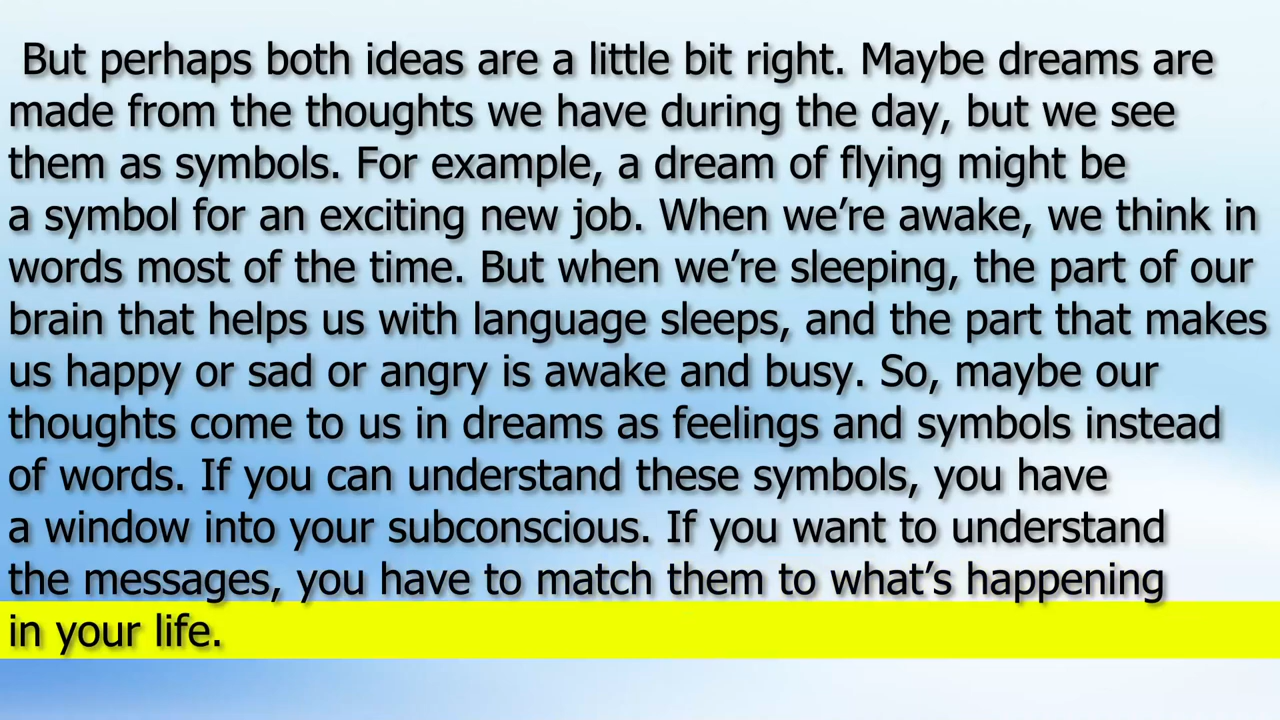 But perhaps both ideas are a little bit right. Maybe dreams are
made from the thoughts we have during the day, but we see
them as symbols. For example, a dream of flying might be
a symbol for an exciting new job. When we’re awake, we think in
words most of the time. But when we’re sleeping, the part of our
brain that helps us with language sleeps, and the part that makes
us happy or sad or angry is awake and busy. So, maybe our
thoughts come to us in dreams as feelings and symbols instead
of words. If you can understand these symbols, you have
a window into your subconscious. If you want to understand
the messages, you have to match them to what’s happening
in your life.